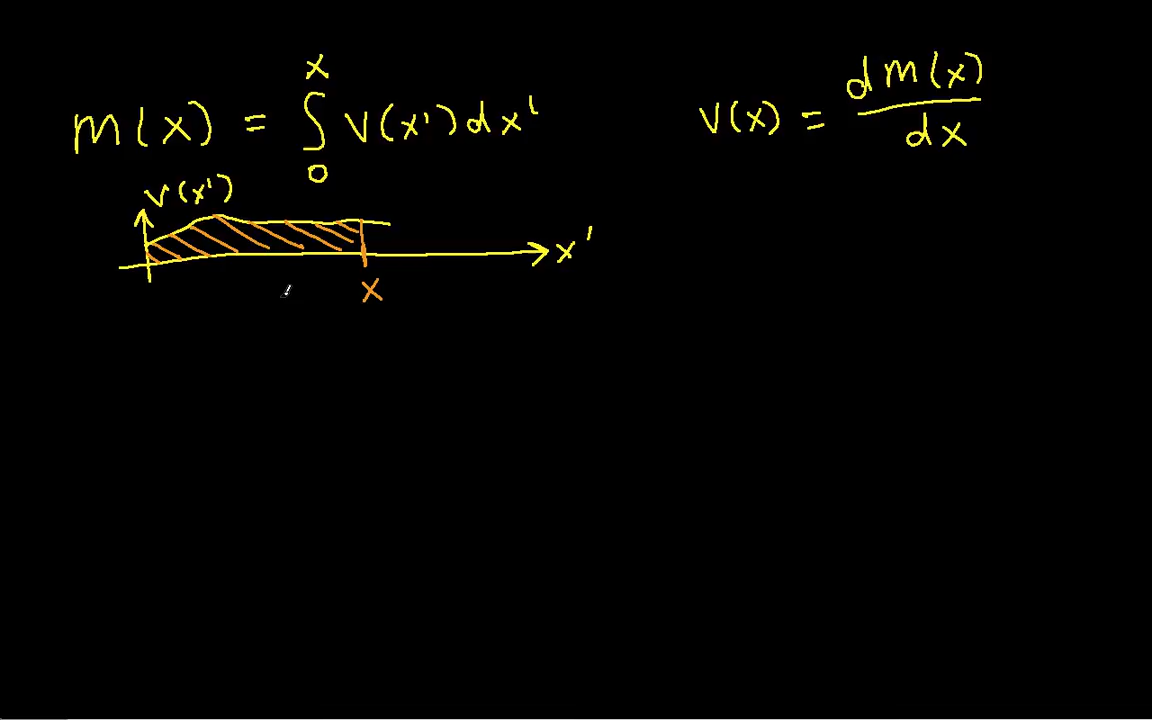 m(x) = ∫₀ˣ v(x')dx'
v(x) = dm(x)/dx
v(x')
x'
x